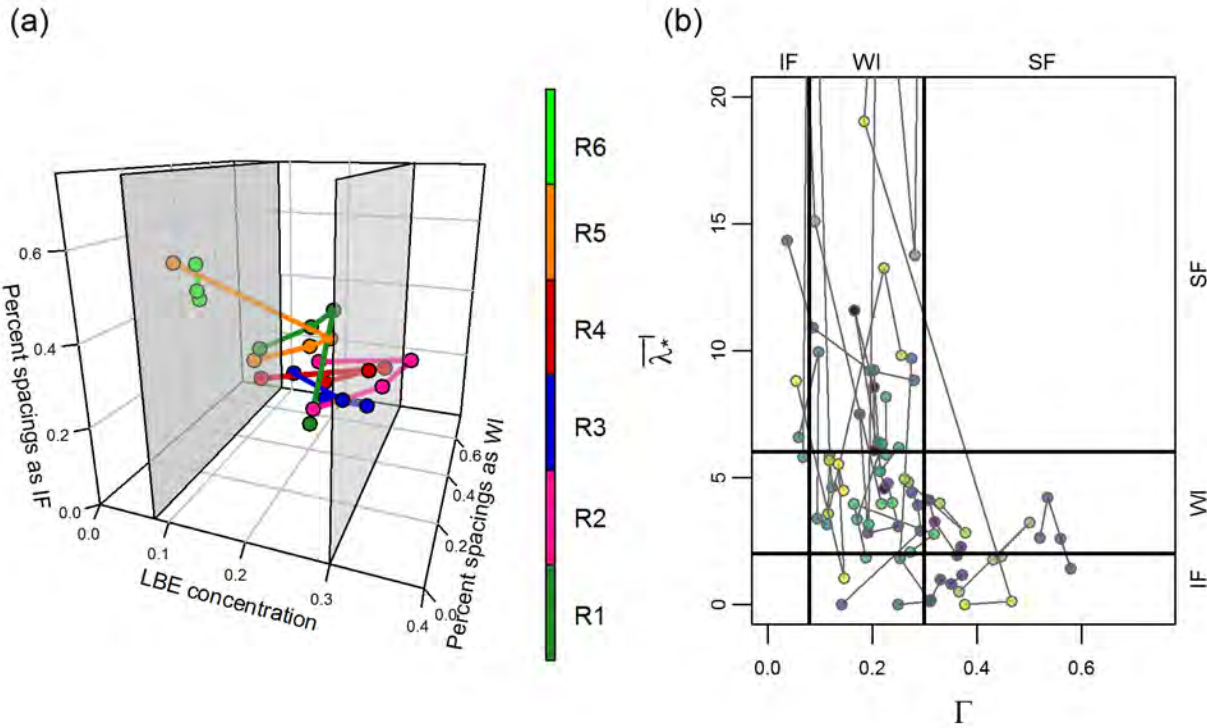 (a)
(b)
IF WI SF
20
15
10
5
0
0.0 0.2 0.4 0.6
Γ
λ̅*̅ᴵ
SF
WI
IF
Percent spacings as IF
0.6
0.4
0.2
0.0
0.0
0.1
0.2
0.3
0.4
LBE concentration
0.0
0.2
0.4
0.6
Percent spacings as WI
R6
R5
R4
R3
R2
R1